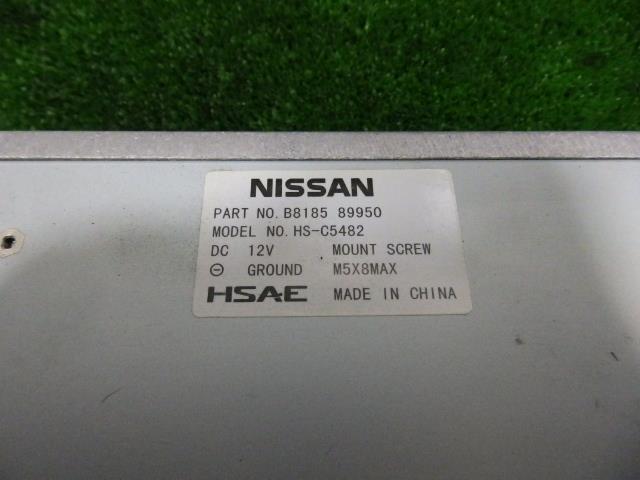 NISSAN
PART NO. B8185 89950
MODEL NO. HS-C5482
DC 12V MOUNT SCREW
⊖ GROUND M5X8MAX
HSAE MADE IN CHINA